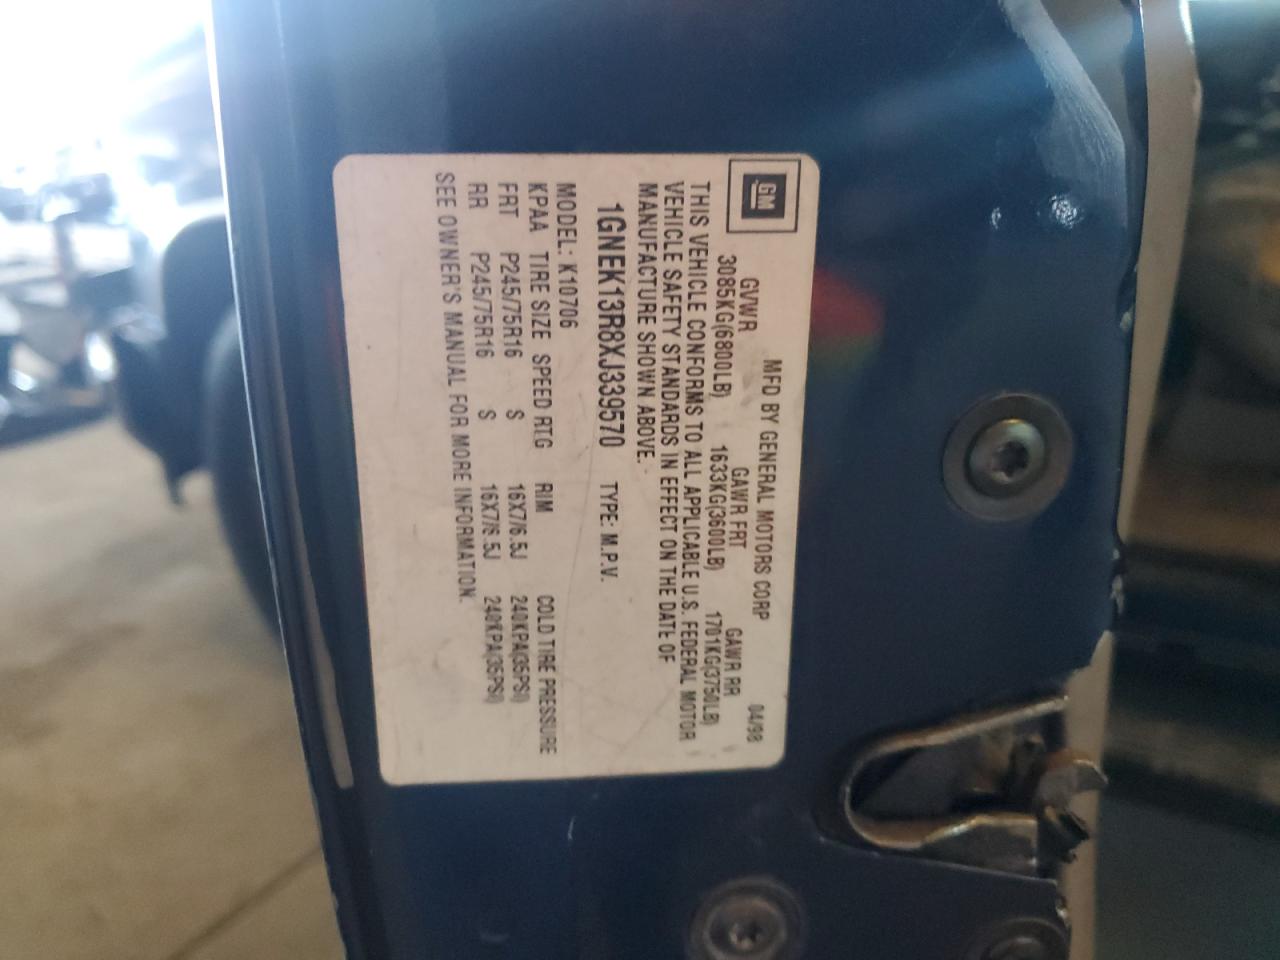 GM
MFD BY GENERAL MOTORS CORP 04/98
GVWR GAWR FRT GAWR RR
3085KG(6800LB) 1633KG(3600LB) 1701KG(3750LB)
THIS VEHICLE CONFORMS TO ALL APPLICABLE U.S. FEDERAL MOTOR
VEHICLE SAFETY STANDARDS IN EFFECT ON THE DATE OF
MANUFACTURE SHOWN ABOVE.
1GNEK13R8XJ339570 TYPE: M.P.V.
MODEL: K10706
KPAA TIRE SIZE SPEED RTG RIM COLD TIRE PRESSURE
FRT P245/75R16 S 16X7/6.5J 240KPA(35PSI)
RR P245/75R16 S 16X7/6.5J 240KPA(35PSI)
SEE OWNER'S MANUAL FOR MORE INFORMATION.